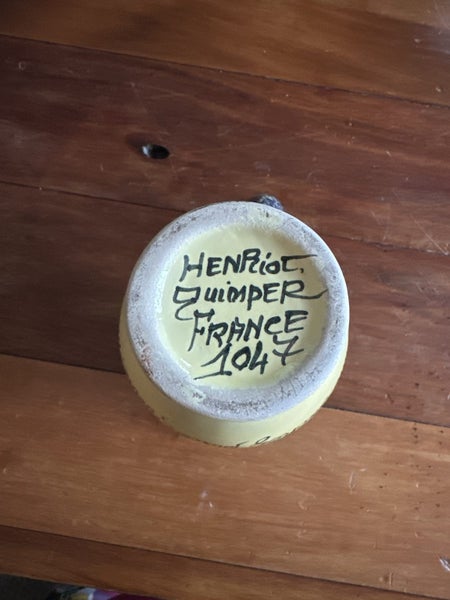 HENRiot.
QuimPER
FRANCE
1047